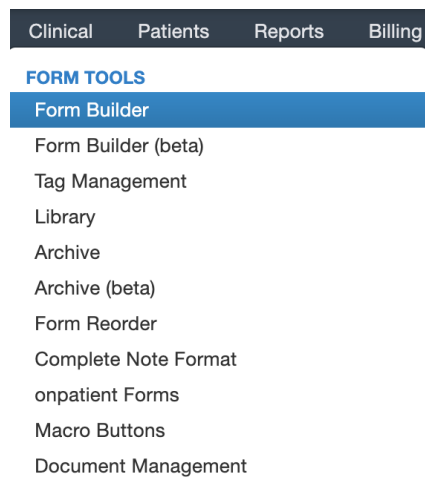 Clinical Patients Reports Billing
FORM TOOLS
Form Builder
Form Builder (beta)
Tag Management
Library
Archive
Archive (beta)
Form Reorder
Complete Note Format
onpatient Forms
Macro Buttons
Document Management